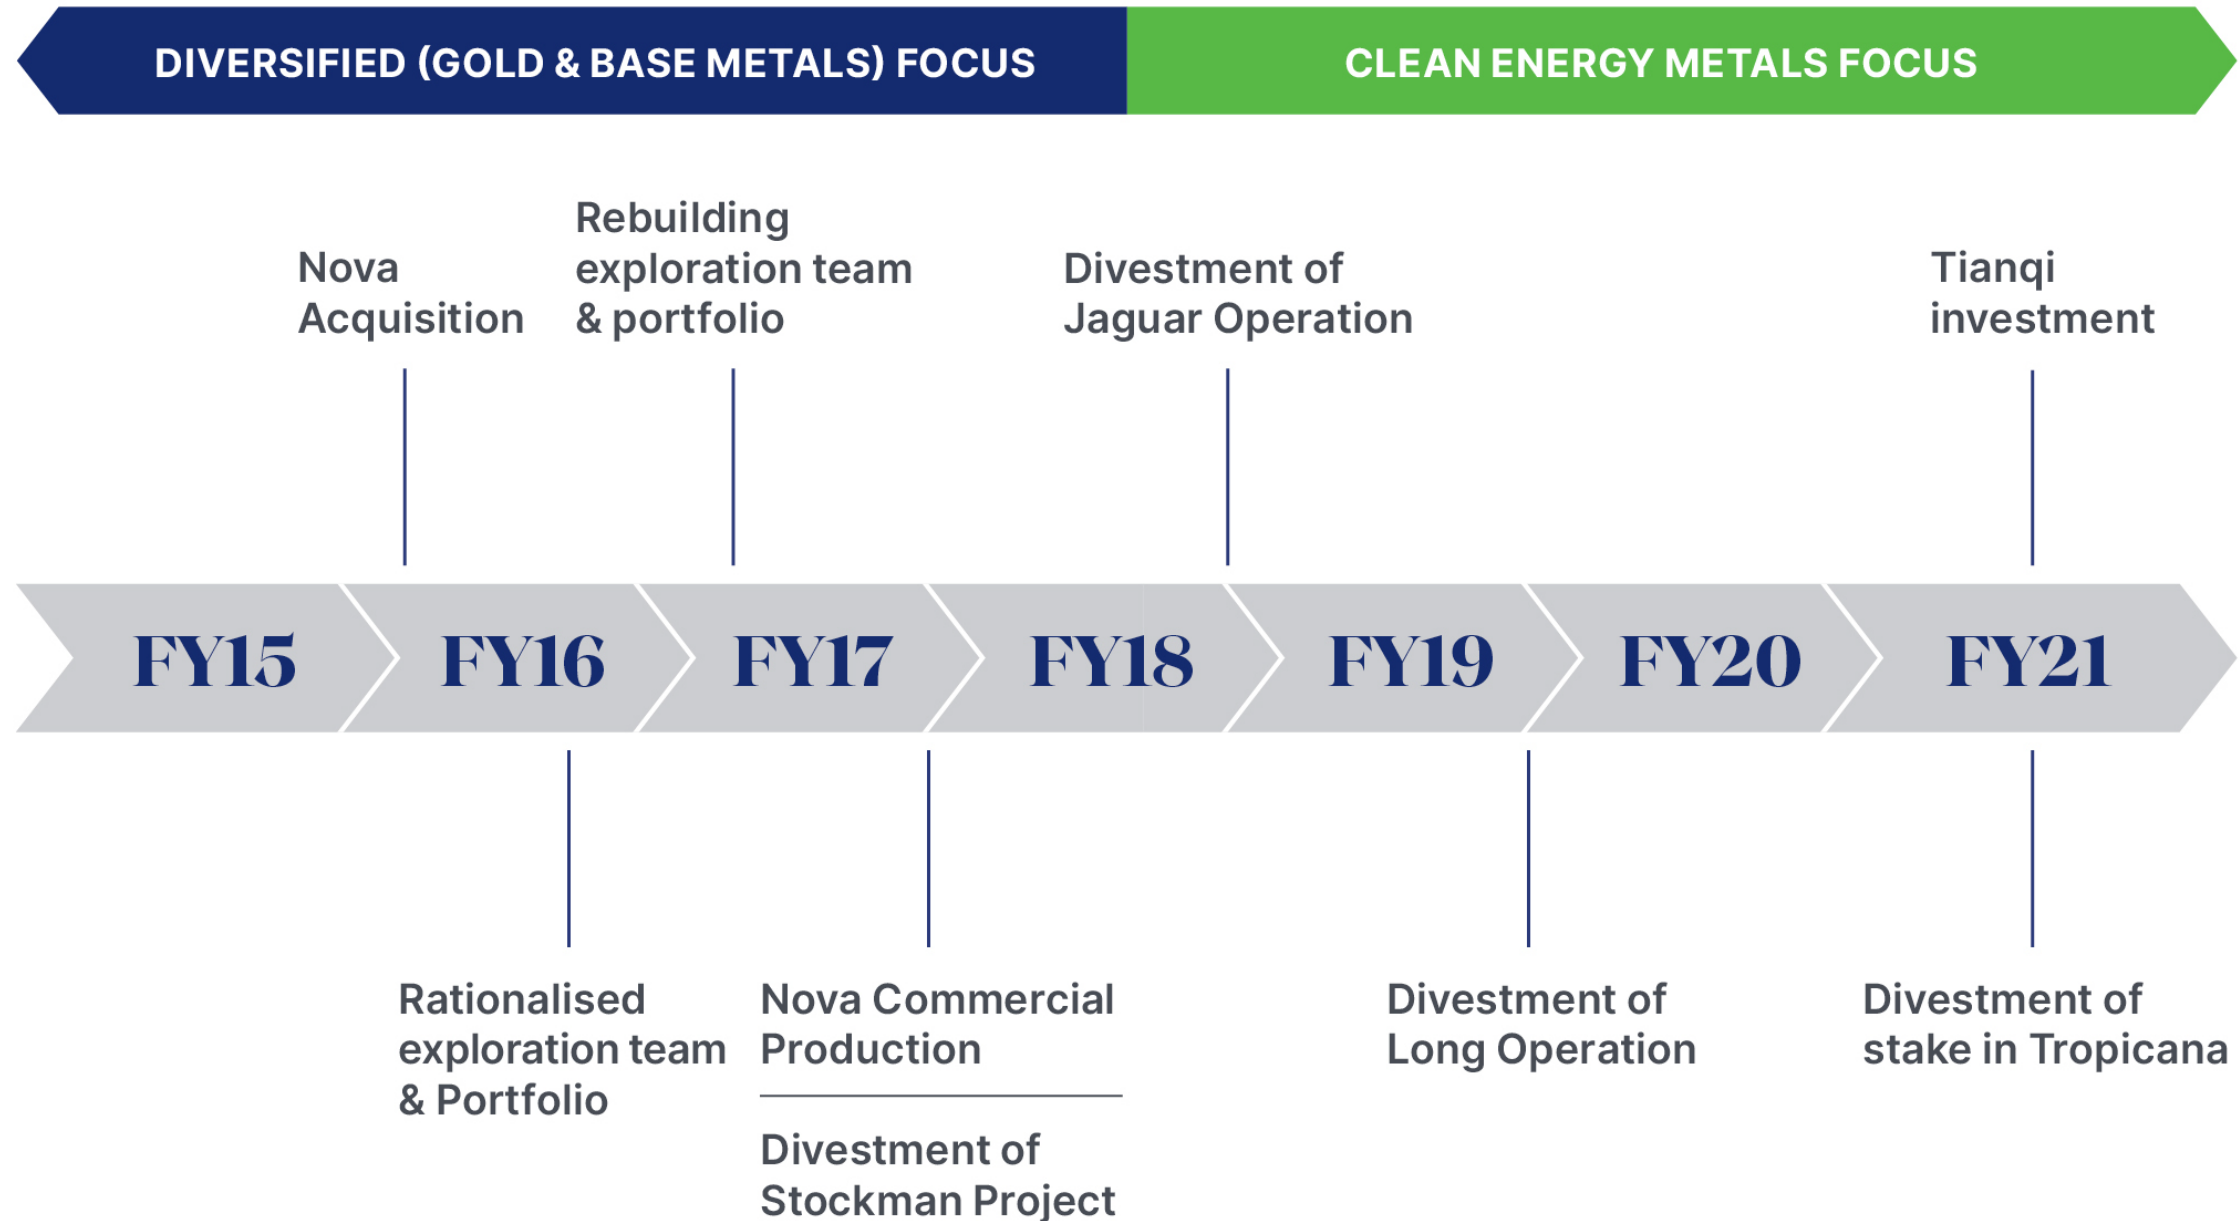 DIVERSIFIED (GOLD & BASE METALS) FOCUS
CLEAN ENERGY METALS FOCUS
Nova
Acquisition
Rebuilding
exploration team
& portfolio
Divestment of
Jaguar Operation
Tianqi
investment
FY15
FY16
FY17
FY18
FY19
FY20
FY21
Rationalised
exploration team
& Portfolio
Nova Commercial
Production
Divestment of
Stockman Project
Divestment of
Long Operation
Divestment of
stake in Tropicana